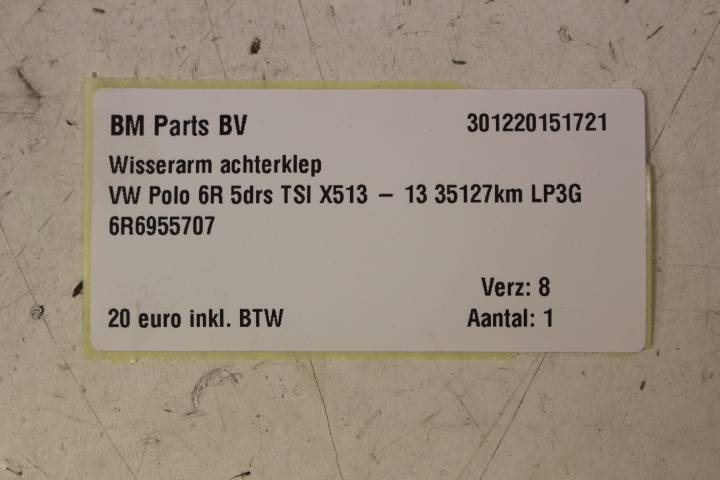 BM Parts BV 301220151721
Wisserarm achterklep
VW Polo 6R 5drs TSI X513 – 13 35127km LP3G
6R6955707
Verz: 8
20 euro inkl. BTW Aantal: 1